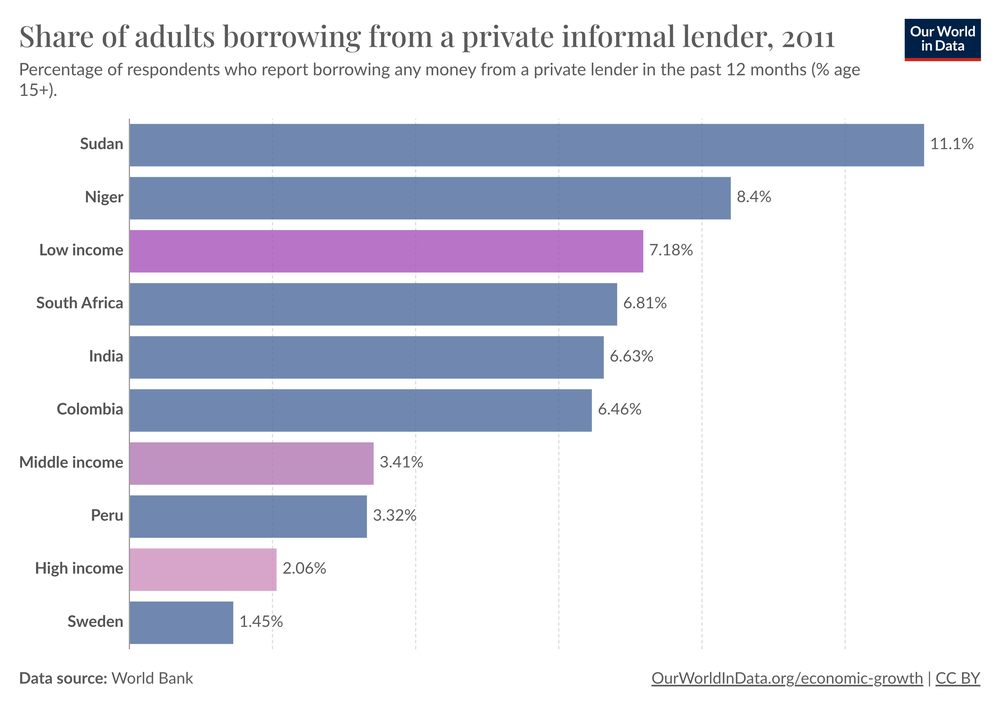 Share of adults borrowing from a private informal lender, 2011
Our World
in Data
Percentage of respondents who report borrowing any money from a private lender in the past 12 months (% age
15+).
Sudan 11.1%
Niger 8.4%
Low income 7.18%
South Africa 6.81%
India 6.63%
Colombia 6.46%
Middle income 3.41%
Peru 3.32%
High income 2.06%
Sweden 1.45%
Data source: World Bank
OurWorldInData.org/economic-growth | CC BY